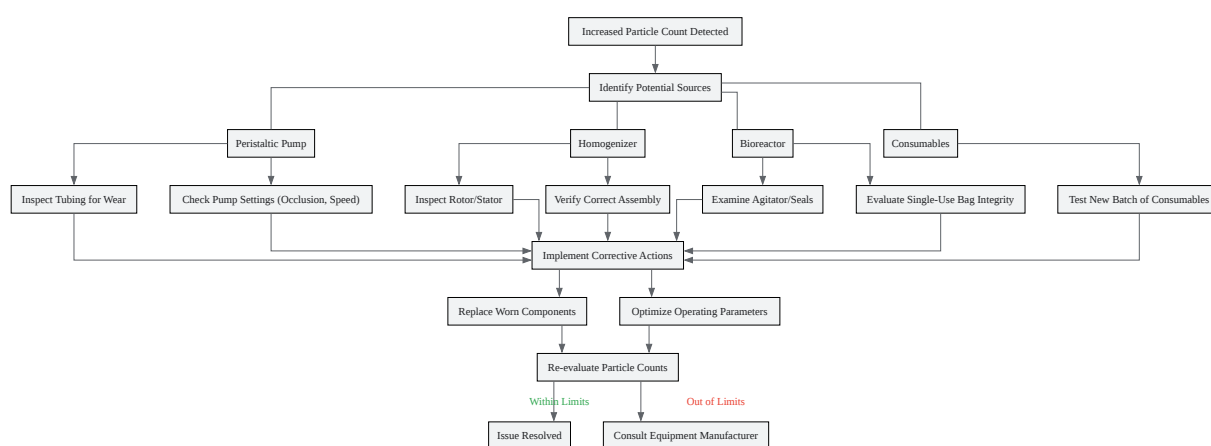 Increased Particle Count Detected
Identify Potential Sources
Peristaltic Pump
Homogenizer
Bioreactor
Consumables
Inspect Tubing for Wear
Check Pump Settings (Occlusion, Speed)
Inspect Rotor/Stator
Verify Correct Assembly
Examine Agitator/Seals
Evaluate Single-Use Bag Integrity
Test New Batch of Consumables
Implement Corrective Actions
Replace Worn Components
Optimize Operating Parameters
Re-evaluate Particle Counts
Within Limits
Out of Limits
Issue Resolved
Consult Equipment Manufacturer